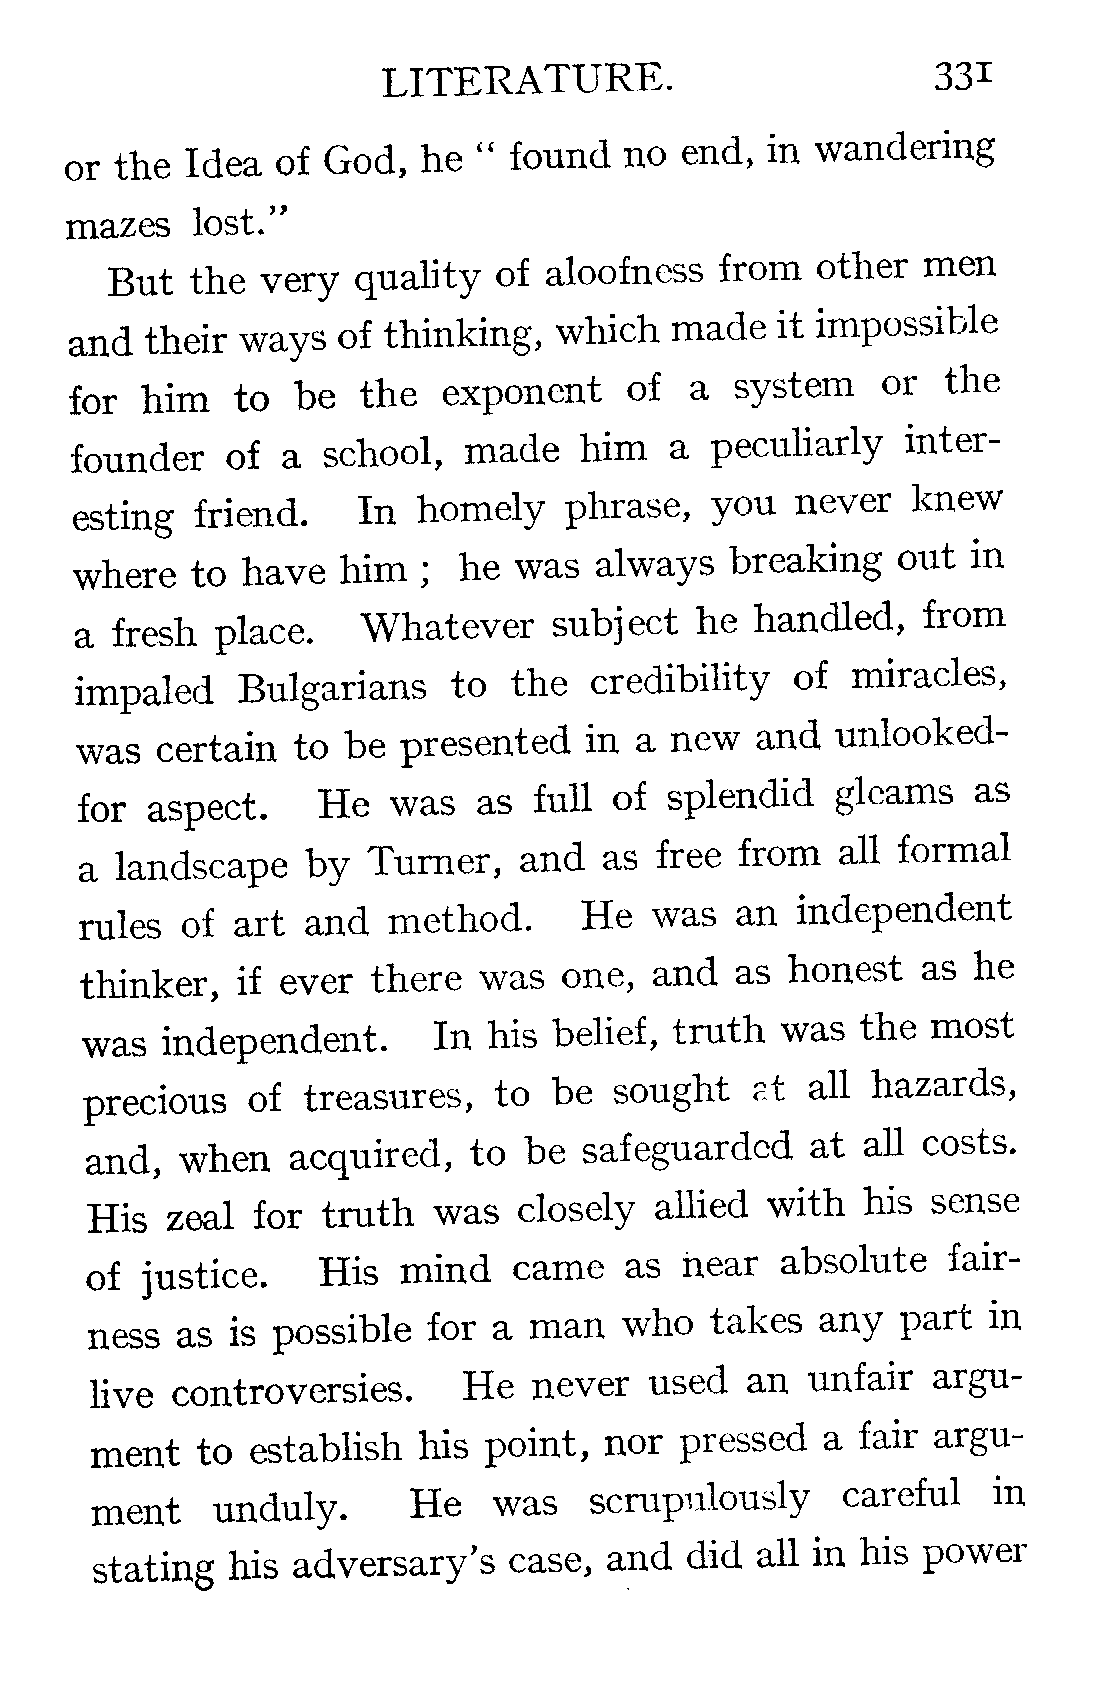 LITERATURE. 331
or the Idea of God, he " found no end, in wandering
mazes lost."
But the very quality of aloofness from other men
and their ways of thinking, which made it impossible
for him to be the exponent of a system or the
founder of a school, made him a peculiarly inter-
esting friend. In homely phrase, you never knew
where to have him ; he was always breaking out in
a fresh place. Whatever subject he handled, from
impaled Bulgarians to the credibility of miracles,
was certain to be presented in a new and unlooked-
for aspect. He was as full of splendid gleams as
a landscape by Turner, and as free from all formal
rules of art and method. He was an independent
thinker, if ever there was one, and as honest as he
was independent. In his belief, truth was the most
precious of treasures, to be sought at all hazards,
and, when acquired, to be safeguarded at all costs.
His zeal for truth was closely allied with his sense
of justice. His mind came as near absolute fair-
ness as is possible for a man who takes any part in
live controversies. He never used an unfair argu-
ment to establish his point, nor pressed a fair argu-
ment unduly. He was scrupulously careful in
stating his adversary's case, and did all in his power